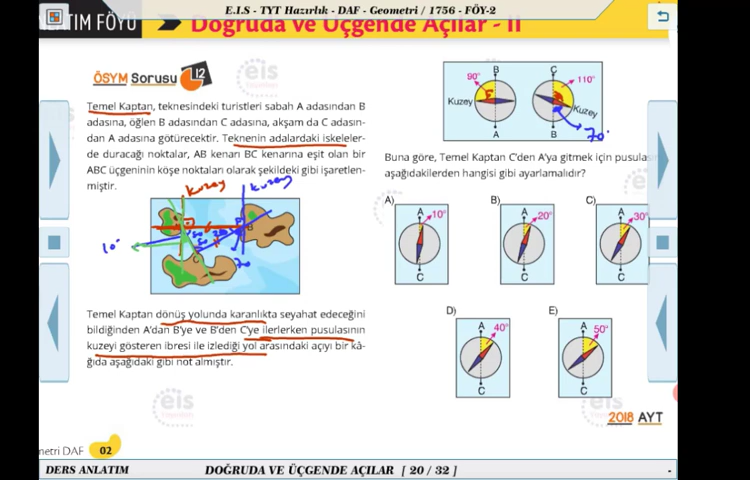 E.I.S - TYT Hazırlık - DAF - Geometri / 1756 - FÖY-2
ATIM FÖYÜ
Doğruda ve Üçgende Açılar - II
ÖSYM Sorusu 12
eis
Temel Kaptan, teknesindeki turistleri sabah A adasından B
adasına, öğlen B adasından C adasına, akşam da C adasın-
dan A adasına götürecektir. Teknenin adalardaki iskeleler-
de duracağı noktalar, AB kenarı BC kenarına eşit olan bir
ABC üçgeninin köşe noktaları olarak şekildeki gibi işaretlen-
miştir.
kuzey
kuzey
10°
70
Temel Kaptan dönüş yolunda karanlıkta seyahat edeceğini
bildiğinden A'dan B'ye ve B'den C'ye ilerlerken pusulasının
kuzeyi gösteren ibresi ile izlediği yol arasındaki açıyı bir kâ-
ğıda aşağıdaki gibi not almıştır.
eis
90°
B
Kuzey
A
C
110°
Kuzey
B
70°
Buna göre, Temel Kaptan C'den A'ya gitmek için pusulas
aşağıdakilerden hangisi gibi ayarlamalıdır?
A)
A
10°
C
B)
A
20°
C
C)
A
30°
C
D)
A
40°
C
E)
A
50°
C
eis
2018 AYT
metri DAF 02
DERS ANLATIM
DOĞRUDA VE ÜÇGENDE AÇILAR [ 20 / 32 ]